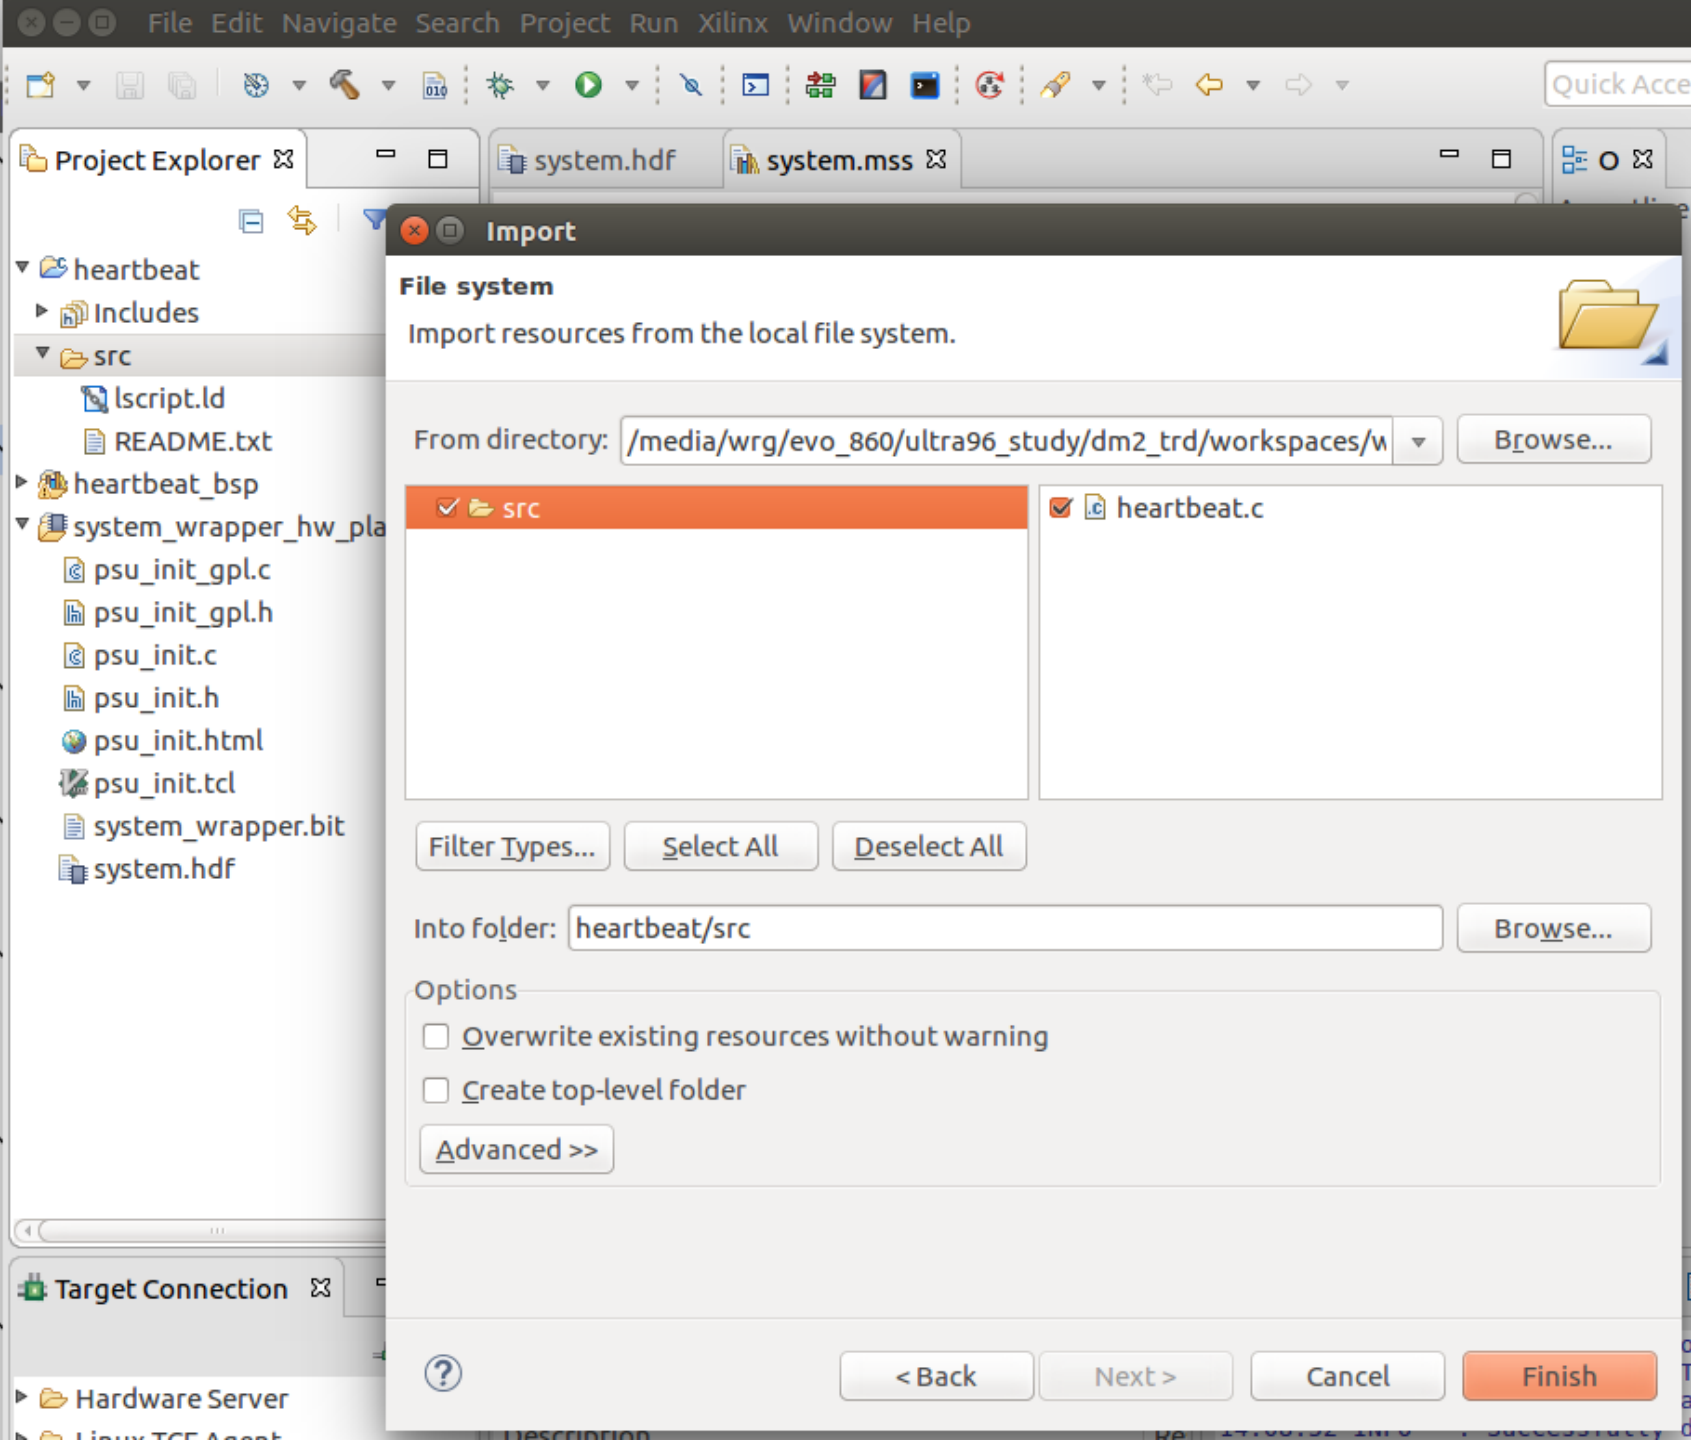 File Edit Navigate Search Project Run Xilinx Window Help
Quick Acce
Project Explorer
system.hdf
system.mss
O
Import
File system
Import resources from the local file system.
From directory: /media/wrg/evo_860/ultra96_study/dm2_trd/workspaces/w
Browse...
src
heartbeat.c
Filter Types...
Select All
Deselect All
Into folder: heartbeat/src
Browse...
Options
Overwrite existing resources without warning
Create top-level folder
Advanced >>
< Back
Next >
Cancel
Finish
heartbeat
Includes
src
lscript.ld
README.txt
heartbeat_bsp
system_wrapper_hw_pla
psu_init_gpl.c
psu_init_gpl.h
psu_init.c
psu_init.h
psu_init.html
psu_init.tcl
system_wrapper.bit
system.hdf
Target Connection
Hardware Server
Linux TCF Agent
Description